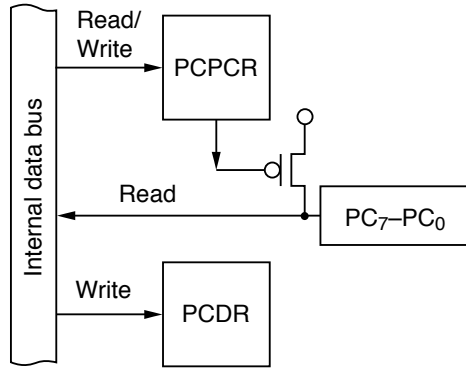 Read/
Write
PCPCR
Internal data bus
Read
PC₇–PC₀
Write
PCDR